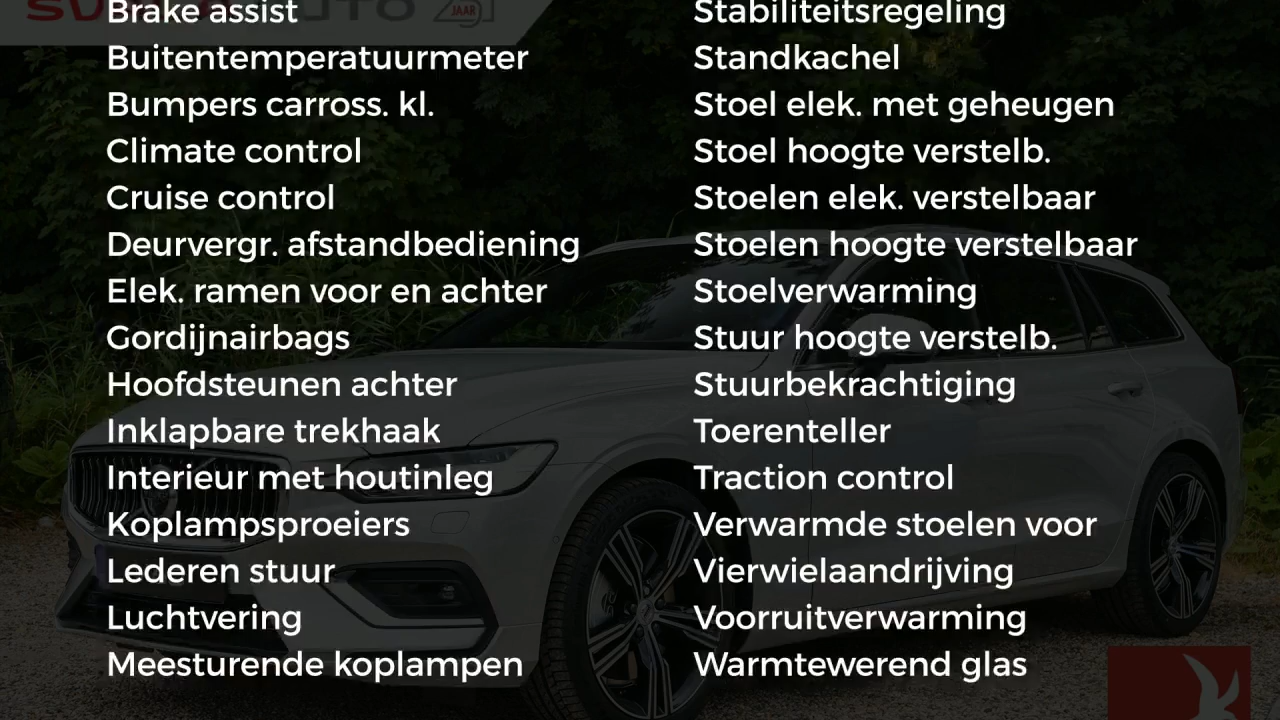 Brake assist
Buitentemperatuurmeter
Bumpers carross. kl.
Climate control
Cruise control
Deurvergr. afstandbediening
Elek. ramen voor en achter
Gordijnairbags
Hoofdsteunen achter
Inklapbare trekhaak
Interieur met houtinleg
Koplampsproeiers
Lederen stuur
Luchtvering
Meesturende koplampen
Stabiliteitsregeling
Standkachel
Stoel elek. met geheugen
Stoel hoogte verstelb.
Stoelen elek. verstelbaar
Stoelen hoogte verstelbaar
Stoelverwarming
Stuur hoogte verstelb.
Stuurbekrachtiging
Toerenteller
Traction control
Verwarmde stoelen voor
Vierwielaandrijving
Voorruitverwarming
Warmtewerend glas
JAAR